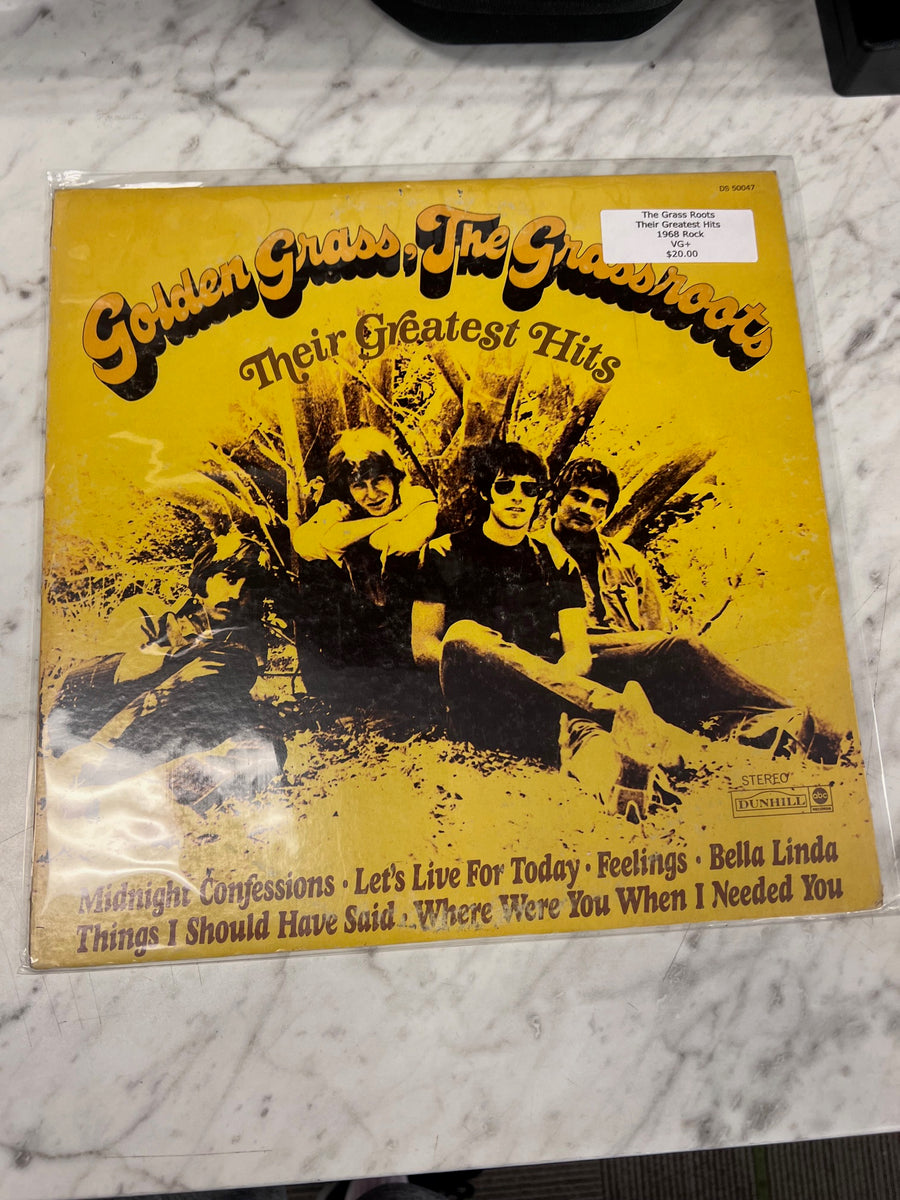 DS 50047
The Grass Roots
Their Greatest Hits
1968 Rock
VG+
$20.00
Golden Grass, The Grassroots
Their Greatest Hits
STEREO
DUNHILL abc
RECORDS
Midnight Confessions · Let's Live For Today · Feelings · Bella Linda
Things I Should Have Said · Where Were You When I Needed You